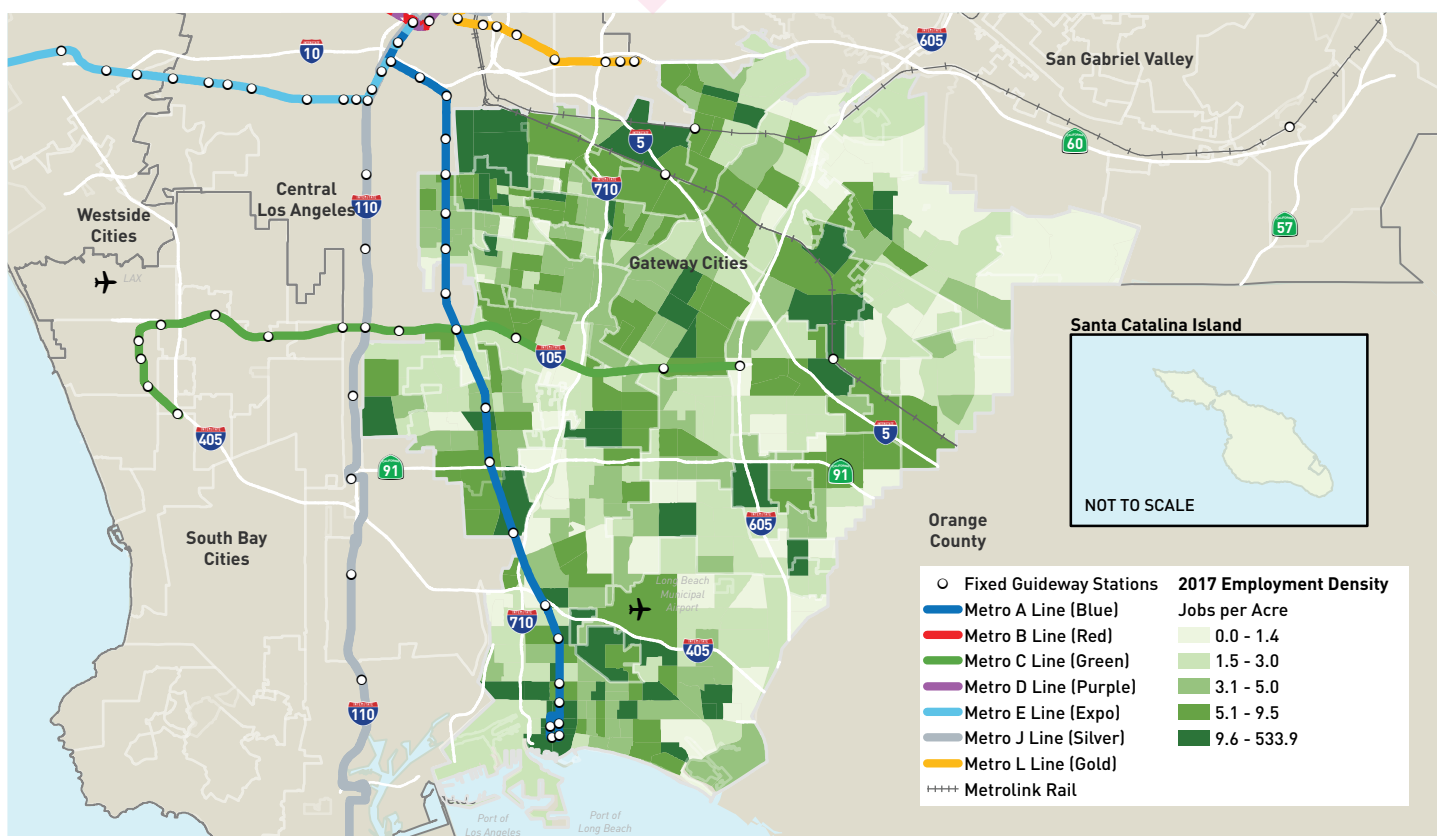 605
San Gabriel Valley
10
5
60
710
Central
Los Angeles
110
Westside
Cities
57
LAX
Gateway Cities
Santa Catalina Island
105
405
5
91
91
NOT TO SCALE
605
Orange
County
South Bay
Cities
Long Beach
Municipal
Airport
710
405
110
Port of
Los Angeles
Port of
Long Beach
Fixed Guideway Stations
Metro A Line (Blue)
Metro B Line (Red)
Metro C Line (Green)
Metro D Line (Purple)
Metro E Line (Expo)
Metro J Line (Silver)
Metro L Line (Gold)
Metrolink Rail
2017 Employment Density
Jobs per Acre
0.0 - 1.4
1.5 - 3.0
3.1 - 5.0
5.1 - 9.5
9.6 - 533.9